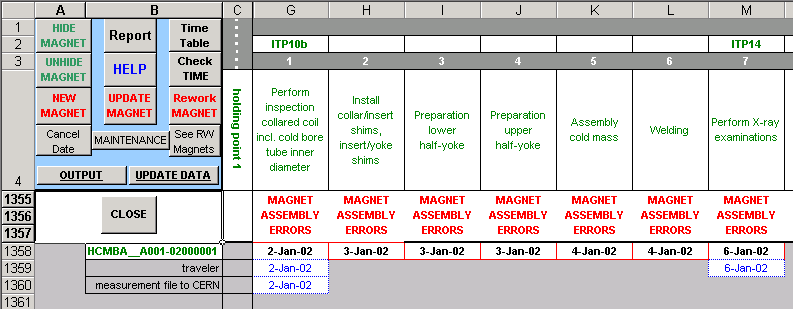 A B C G H I J K L M
1 HIDE MAGNET Report Time Table
2 ITP10b ITP14
3 UNHIDE MAGNET HELP Check TIME 1 2 3 4 5 6 7
NEW MAGNET UPDATE MAGNET Rework MAGNET
Cancel Date MAINTENANCE See RW Magnets
OUTPUT UPDATE DATA
4
holding point 1
Perform inspection collared coil incl. cold bore tube inner diameter
Install collar/insert shims, insert/yoke shims
Preparation lower half-yoke
Preparation upper half-yoke
Assembly cold mass
Welding
Perform X-ray examinations
1355 MAGNET MAGNET MAGNET MAGNET MAGNET MAGNET MAGNET
1356 CLOSE ASSEMBLY ASSEMBLY ASSEMBLY ASSEMBLY ASSEMBLY ASSEMBLY ASSEMBLY
1357 ERRORS ERRORS ERRORS ERRORS ERRORS ERRORS ERRORS
1358 HCMBA__A001-02000001 2-Jan-02 3-Jan-02 3-Jan-02 3-Jan-02 4-Jan-02 4-Jan-02 6-Jan-02
1359 traveler 2-Jan-02 6-Jan-02
1360 measurement file to CERN 2-Jan-02
1361